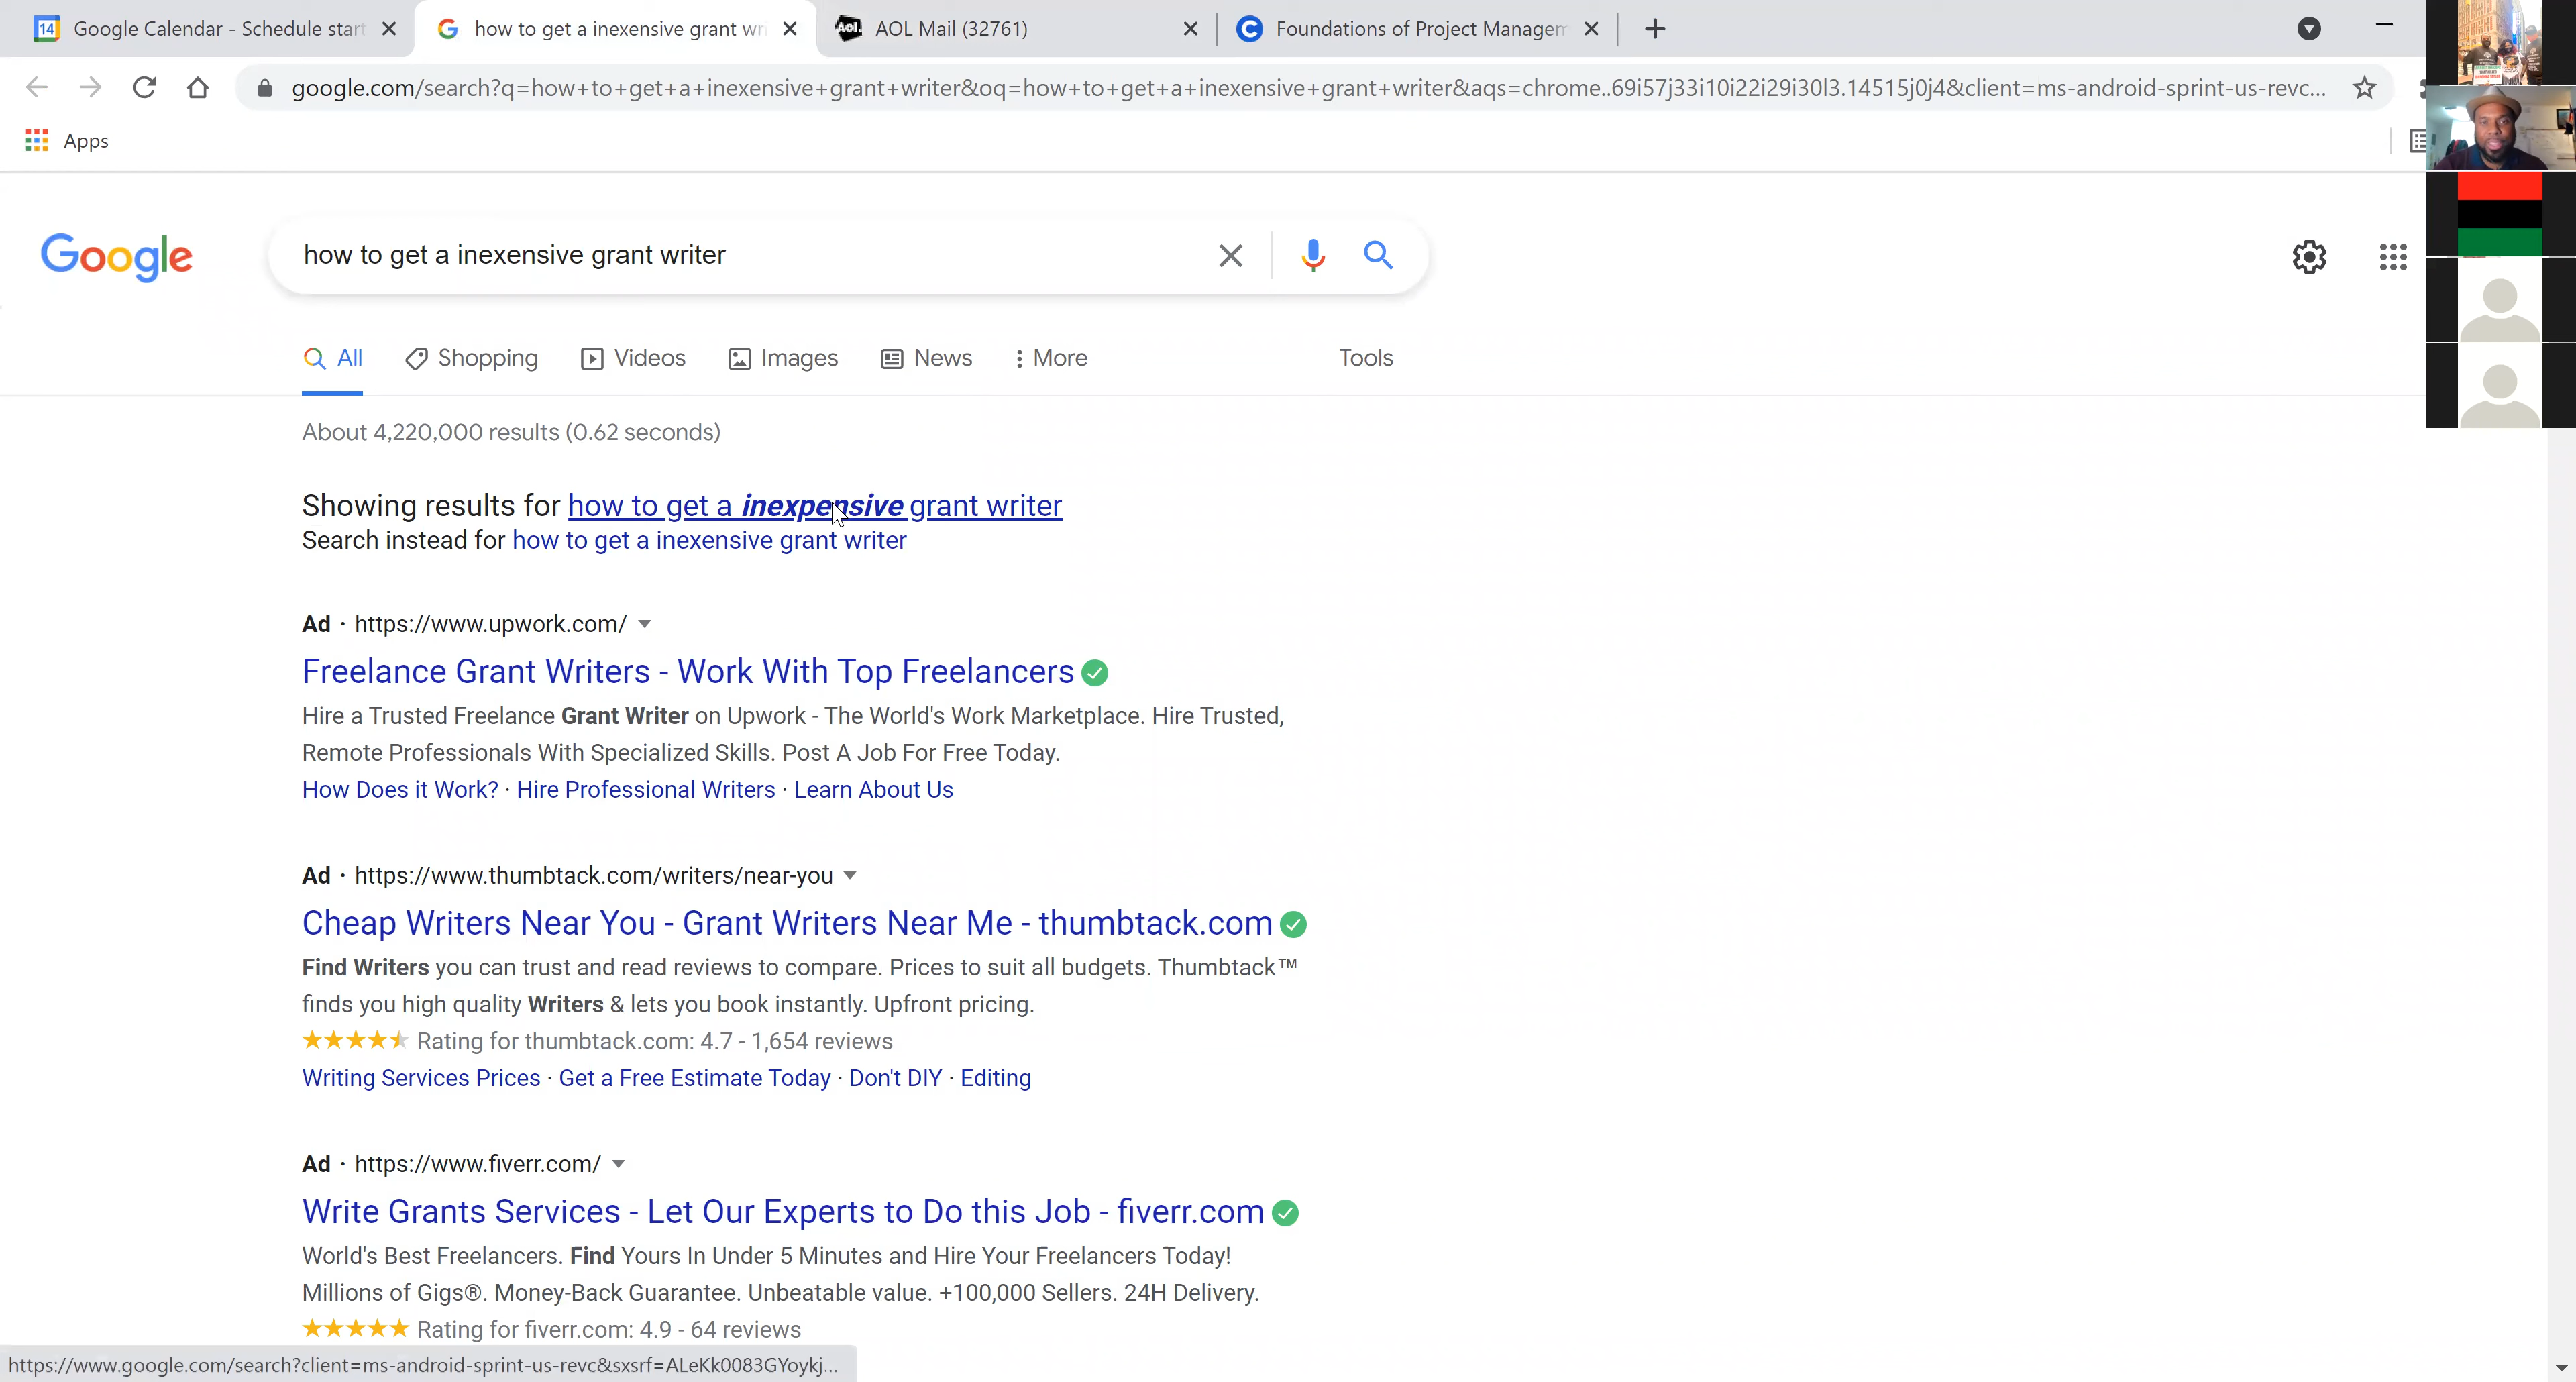 14 Google Calendar - Schedule start
how to get a inexpensive grant wri
Aol. AOL Mail (32761)
C Foundations of Project Managem
google.com/search?q=how+to+get+a+inexensive+grant+writer&oq=how+to+get+a+inexensive+grant+writer&aqs=chrome..69i57j33i10i22i29i30l3.14515j0j4&client=ms-android-sprint-us-revc...
Apps
Google
how to get a inexensive grant writer
All Shopping Videos Images News More Tools
About 4,220,000 results (0.62 seconds)
Showing results for how to get a inexpensive grant writer
Search instead for how to get a inexensive grant writer
Ad · https://www.upwork.com/
Freelance Grant Writers - Work With Top Freelancers
Hire a Trusted Freelance Grant Writer on Upwork - The World's Work Marketplace. Hire Trusted,
Remote Professionals With Specialized Skills. Post A Job For Free Today.
How Does it Work? · Hire Professional Writers · Learn About Us
Ad · https://www.thumbtack.com/writers/near-you
Cheap Writers Near You - Grant Writers Near Me - thumbtack.com
Find Writers you can trust and read reviews to compare. Prices to suit all budgets. Thumbtack™
finds you high quality Writers & lets you book instantly. Upfront pricing.
Rating for thumbtack.com: 4.7 - 1,654 reviews
Writing Services Prices · Get a Free Estimate Today · Don't DIY · Editing
Ad · https://www.fiverr.com/
Write Grants Services - Let Our Experts to Do this Job - fiverr.com
World's Best Freelancers. Find Yours In Under 5 Minutes and Hire Your Freelancers Today!
Millions of Gigs®. Money-Back Guarantee. Unbeatable value. +100,000 Sellers. 24H Delivery.
Rating for fiverr.com: 4.9 - 64 reviews
https://www.google.com/search?client=ms-android-sprint-us-revc&sxsrf=ALeKk0083GYoykj...